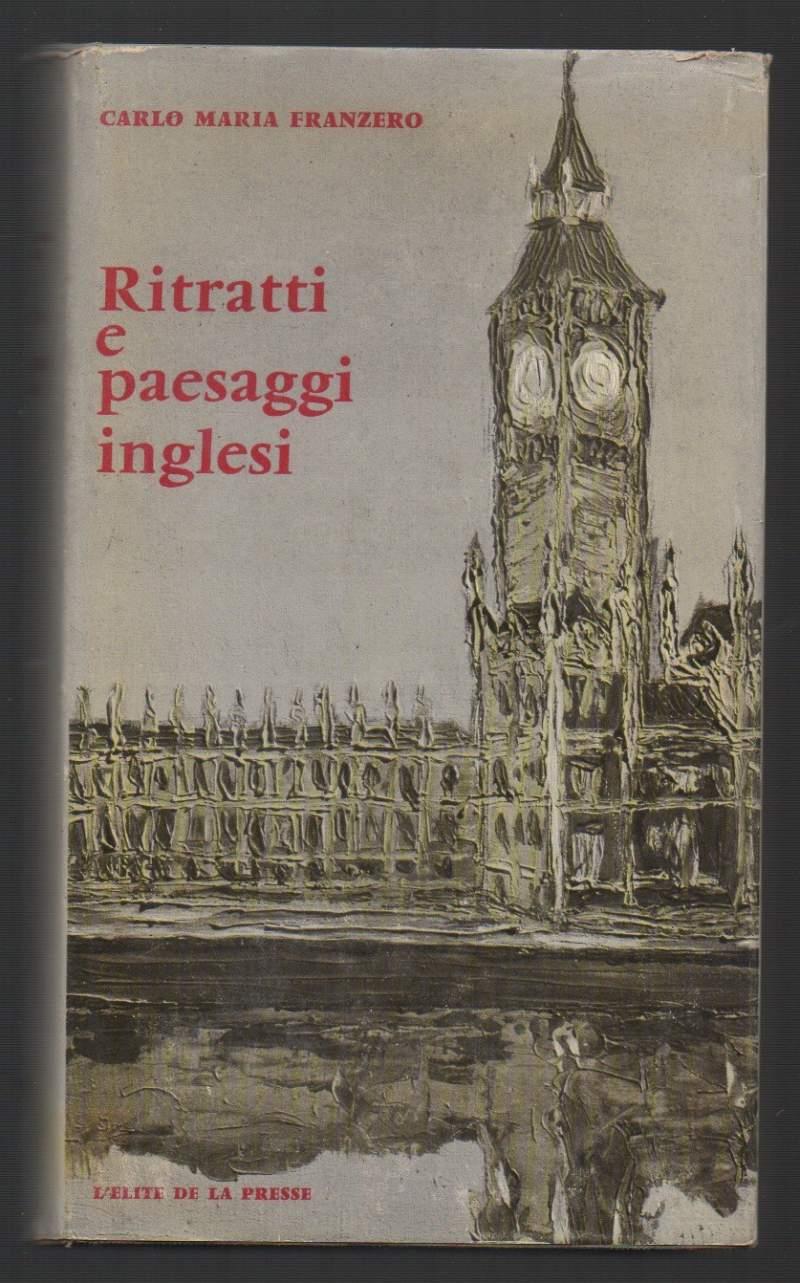 CARLO MARIA FRANZERO
Ritratti
e
paesaggi
inglesi
L'ELITE DE LA PRESSE